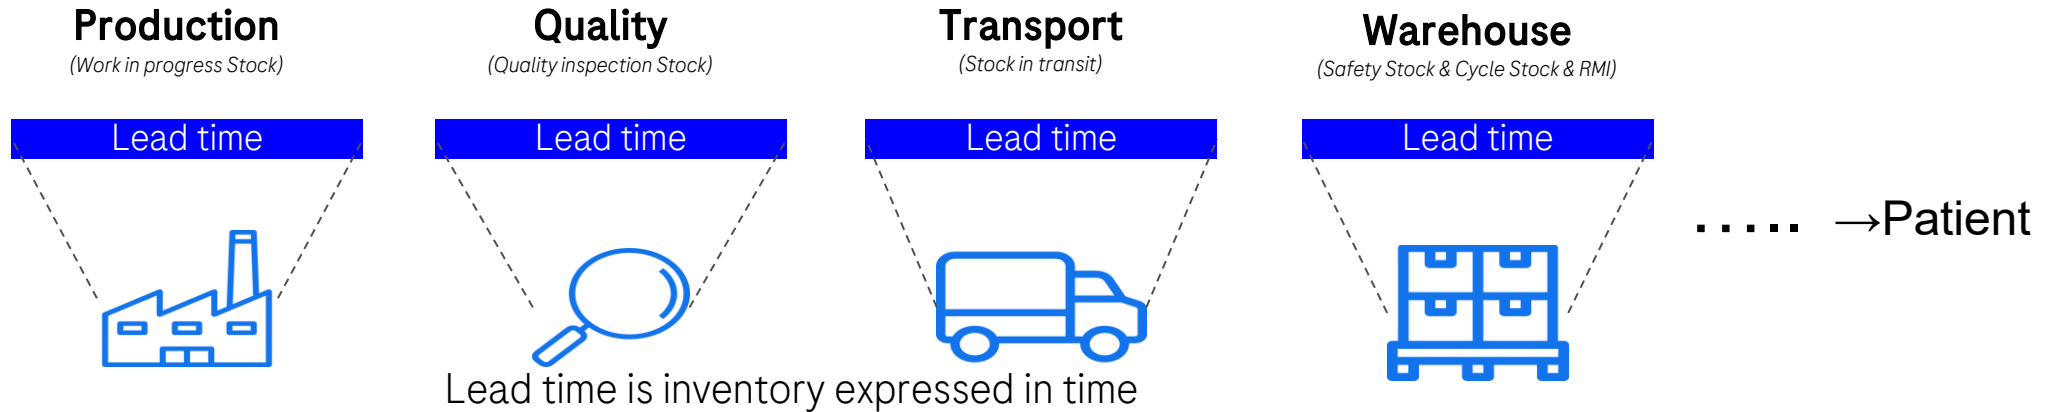 Production
(Work in progress Stock)
Lead time
Quality
(Quality inspection Stock)
Lead time
Transport
(Stock in transit)
Lead time
Warehouse
(Safety Stock & Cycle Stock & RMI)
Lead time
..... →Patient
Lead time is inventory expressed in time